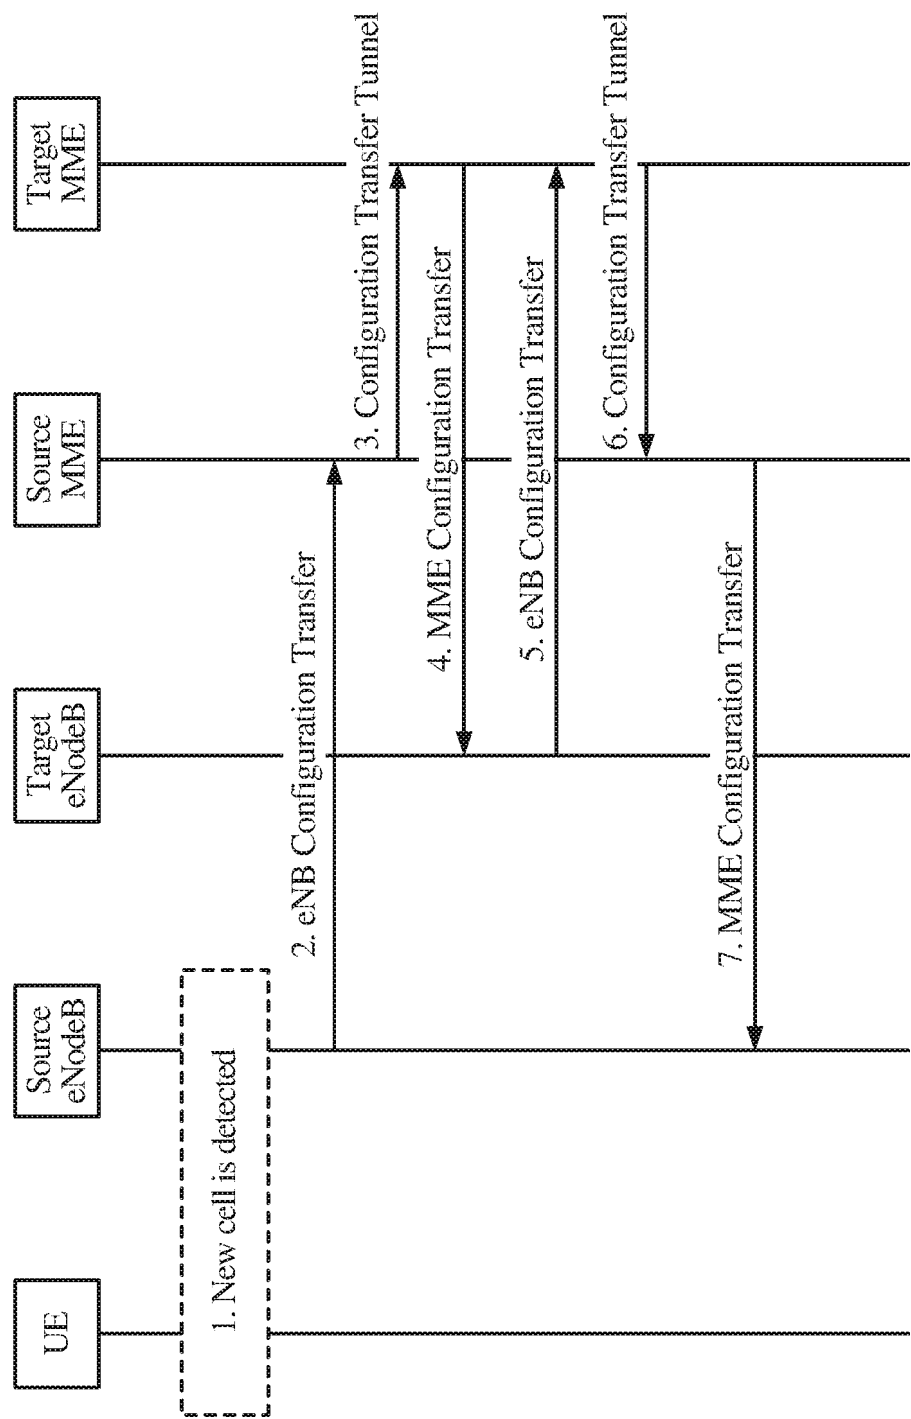 UE
Source
eNodeB
Target
eNodeB
Source
MME
Target
MME
1. New cell is detected
2. eNB Configuration Transfer
3. Configuration Transfer Tunnel
4. MME Configuration Transfer
5. eNB Configuration Transfer
6. Configuration Transfer Tunnel
7. MME Configuration Transfer